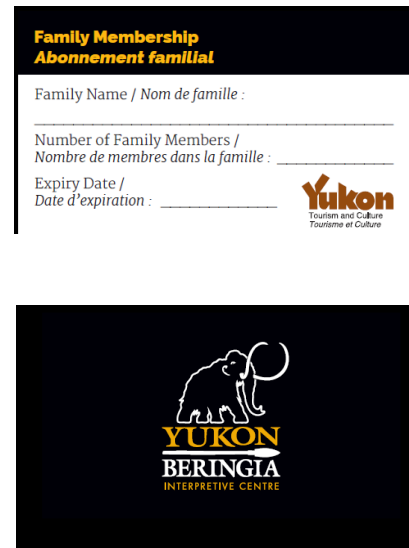 Family Membership
Abonnement familial
Family Name / Nom de famille :
Number of Family Members /
Nombre de membres dans la famille :
Expiry Date /
Date d'expiration :
Yukon
Tourism and Culture
Tourisme et Culture
YUKON
BERINGIA
INTERPRETIVE CENTRE